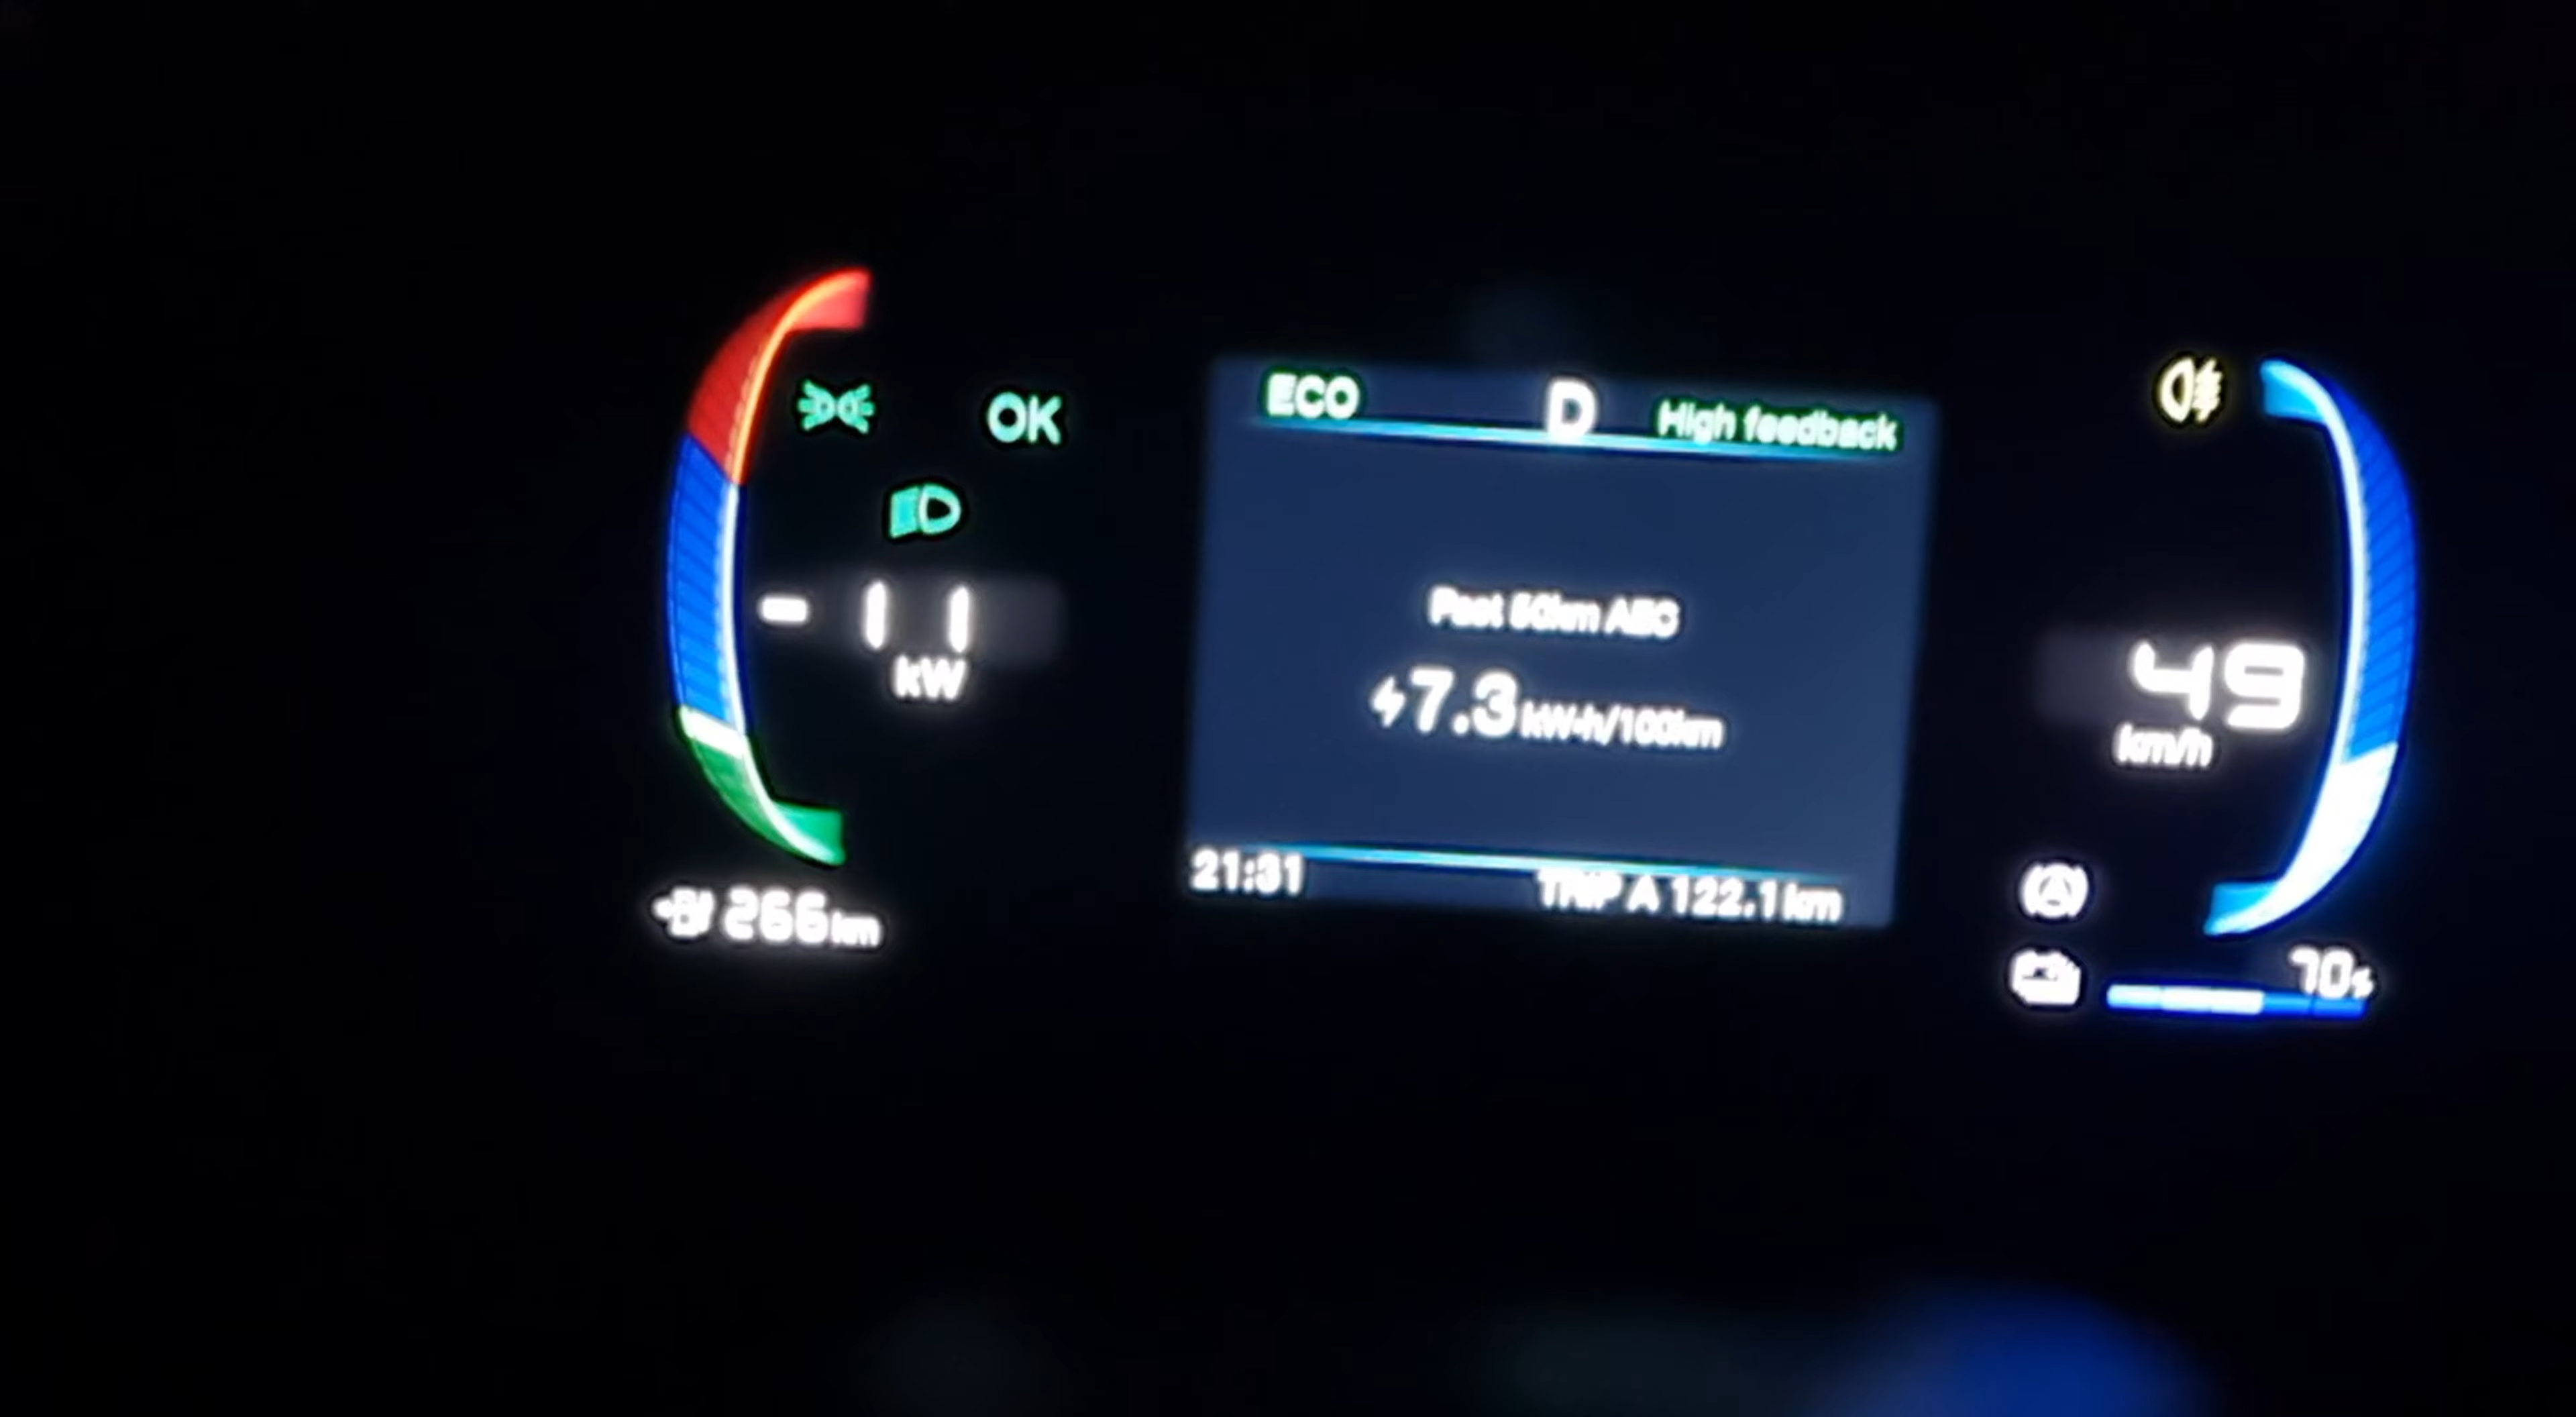 OK
- 11
kW
266 km
ECO D High feedback
Past 50km AEC
7.3 kW·h/100km
21:31 TRIP A 122.1 km
49
km/h
70